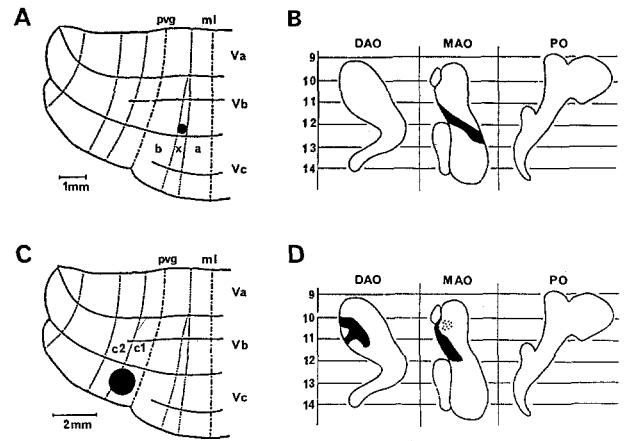 A
pvg ml
Va
Vb
b x a
Vc
1mm
B
DAO MAO PO
9
10
11
12
13
14
C
pvg ml
Va
Vb
c2 c1
Vc
2mm
D
DAO MAO PO
9
10
11
12
13
14